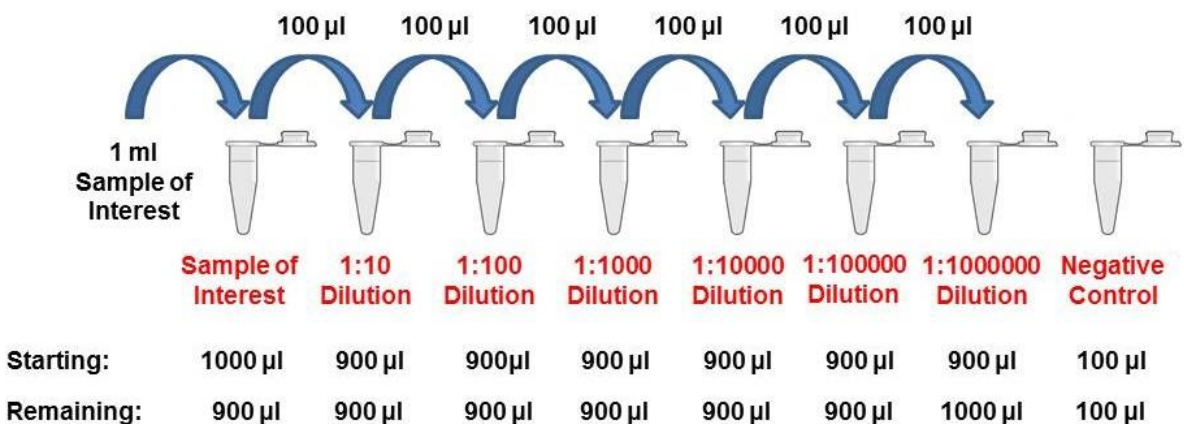 100 µl 100 µl 100 µl 100 µl 100 µl 100 µl
1 ml
Sample of
Interest
Sample of Interest
1:10 Dilution
1:100 Dilution
1:1000 Dilution
1:10000 Dilution
1:100000 Dilution
1:1000000 Dilution
Negative Control
Starting: 1000 µl 900 µl 900µl 900 µl 900 µl 900 µl 900 µl 100 µl
Remaining: 900 µl 900 µl 900 µl 900 µl 900 µl 900 µl 1000 µl 100 µl